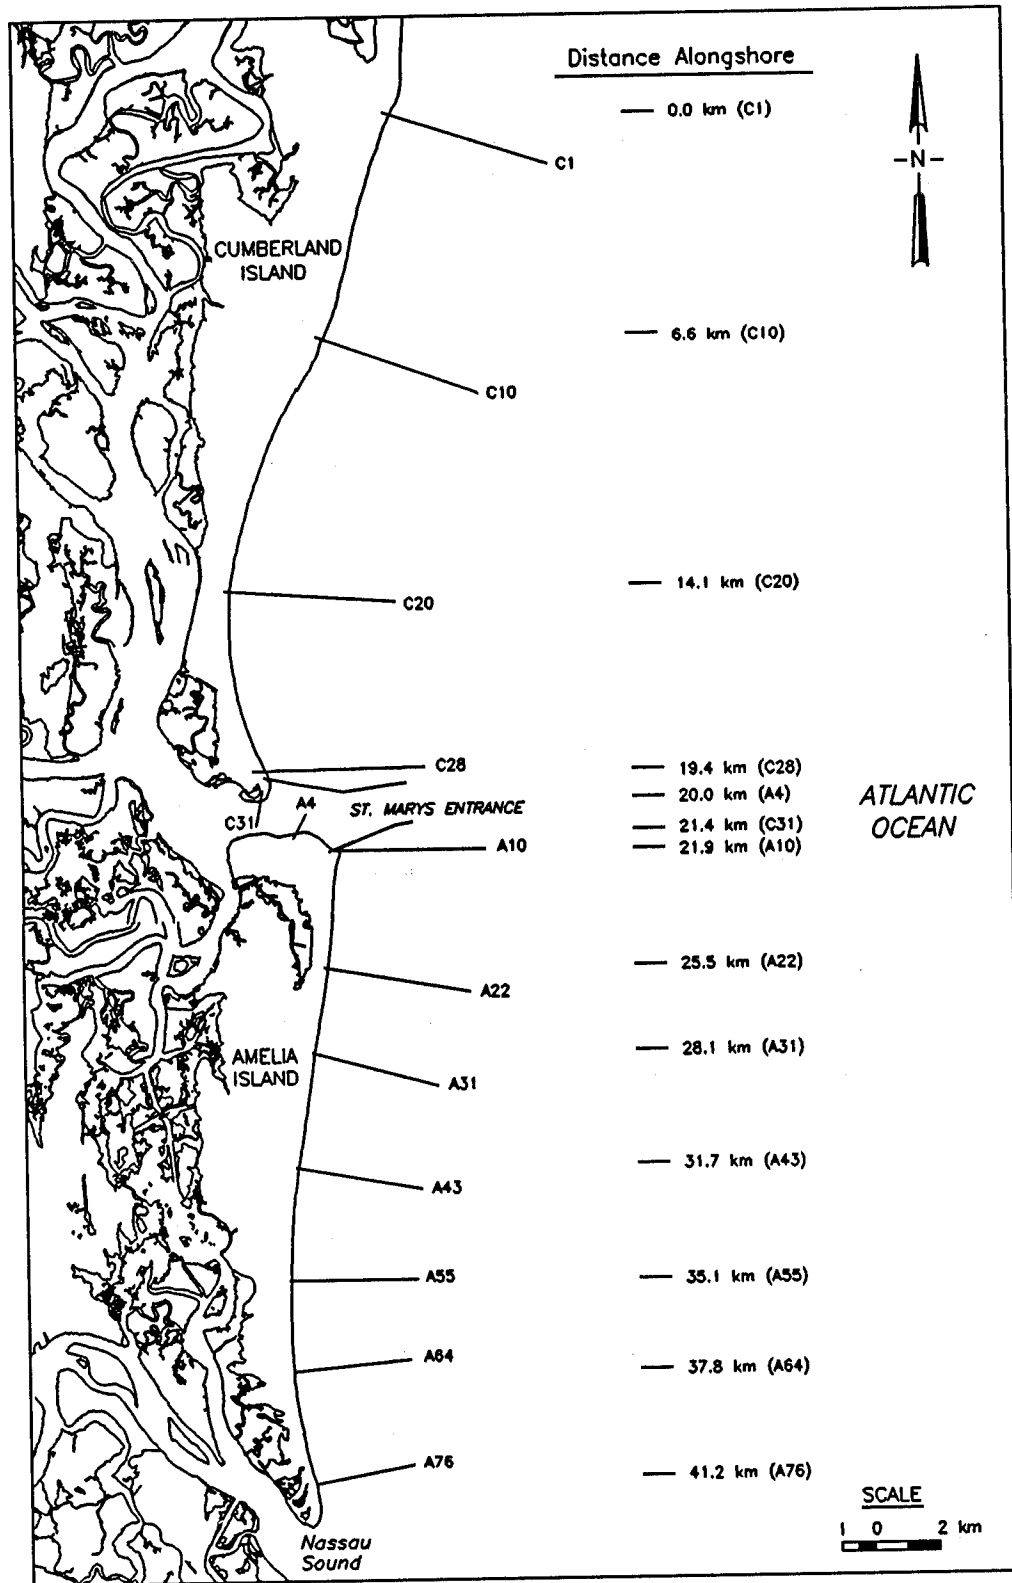 Distance Alongshore
0.0 km (C1)
N
C1
CUMBERLAND
ISLAND
6.6 km (C10)
C10
14.1 km (C20)
C20
C28
19.4 km (C28)
20.0 km (A4)
A4
ST. MARYS ENTRANCE
C31
21.4 km (C31)
A10
21.9 km (A10)
ATLANTIC
OCEAN
25.5 km (A22)
A22
28.1 km (A31)
AMELIA
ISLAND
A31
31.7 km (A43)
A43
A55
35.1 km (A55)
A64
37.8 km (A64)
A76
41.2 km (A76)
SCALE
1 0 2 km
Nassau
Sound